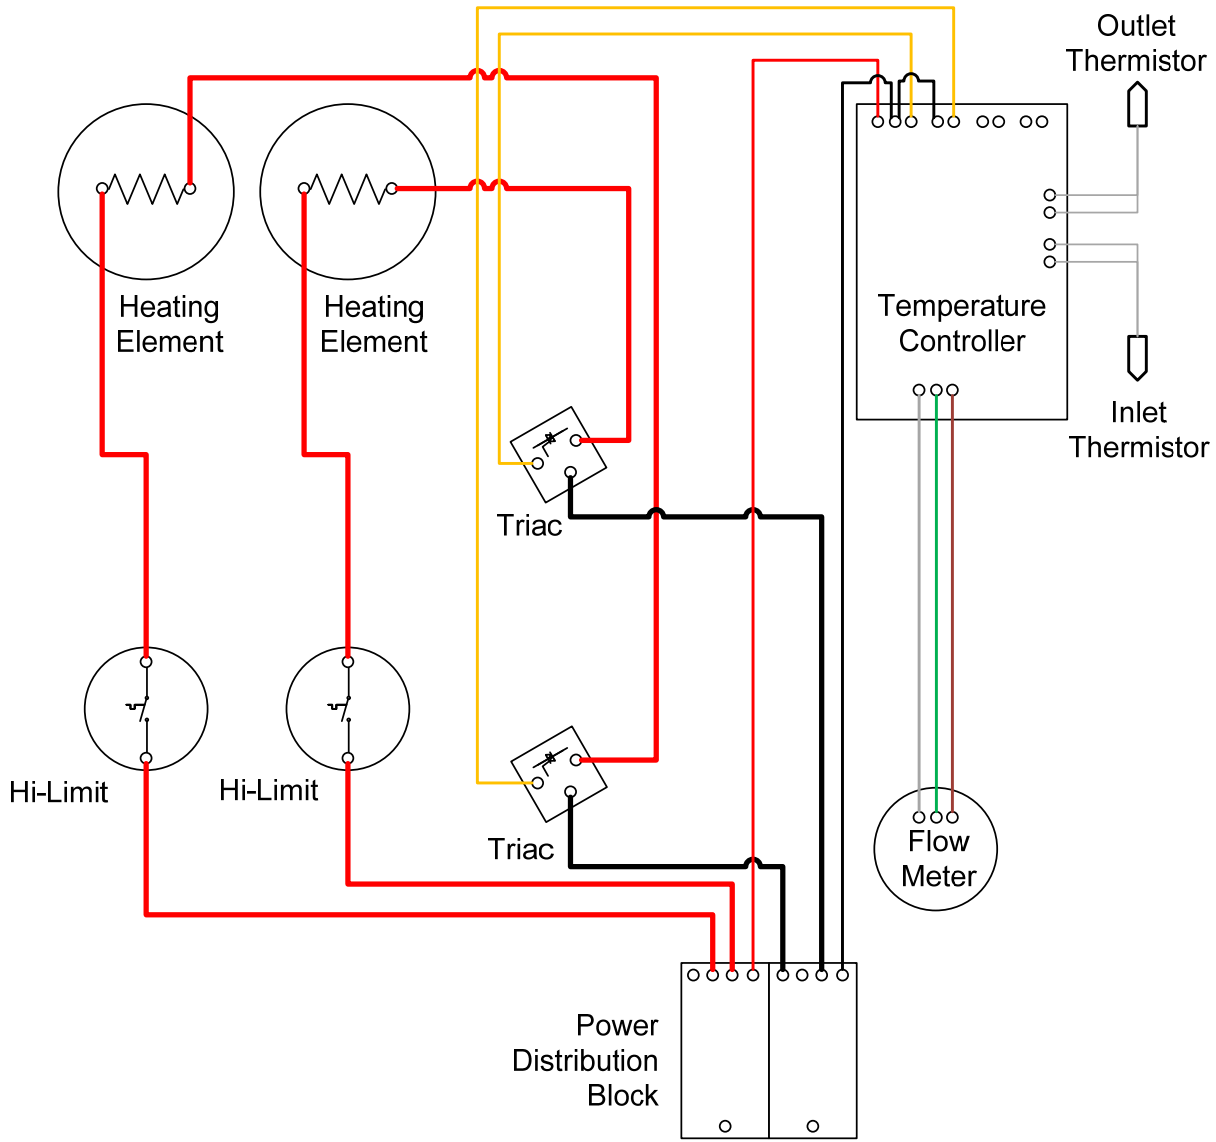 Outlet
Thermistor
Heating
Element
Heating
Element
Temperature
Controller
Inlet
Thermistor
Triac
Hi-Limit
Hi-Limit
Triac
Flow
Meter
Power
Distribution
Block